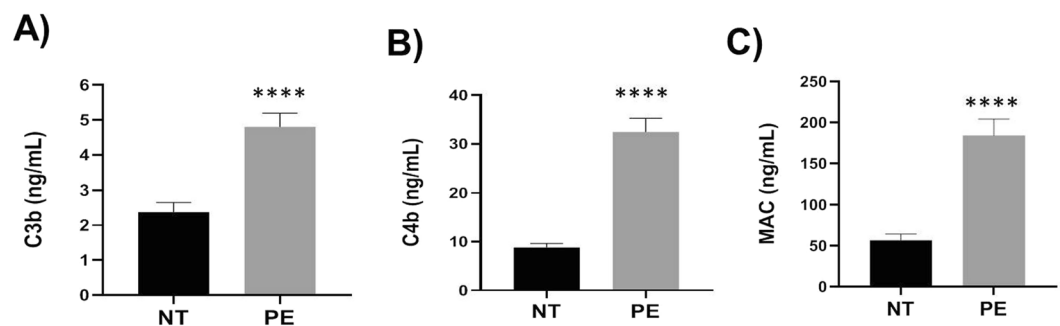 A)
C3b (ng/mL)
6
5
4
3
2
1
0
****
NT PE
B)
C4b (ng/mL)
40
30
20
10
0
****
NT PE
C)
MAC (ng/mL)
250
200
150
100
50
0
****
NT PE